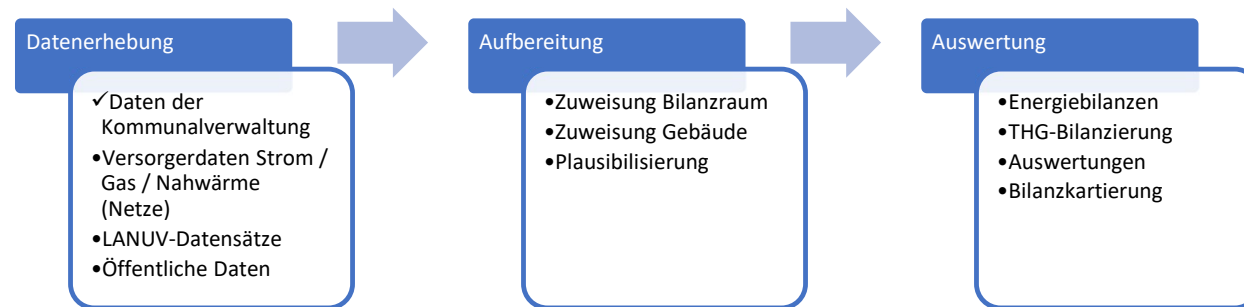 Datenerhebung
✓Daten der
Kommunalverwaltung
•Versorgerdaten Strom /
Gas / Nahwärme
(Netze)
•LANUV-Datensätze
•Öffentliche Daten
Aufbereitung
•Zuweisung Bilanzraum
•Zuweisung Gebäude
•Plausibilisierung
Auswertung
•Energiebilanzen
•THG-Bilanzierung
•Auswertungen
•Bilanzkartierung